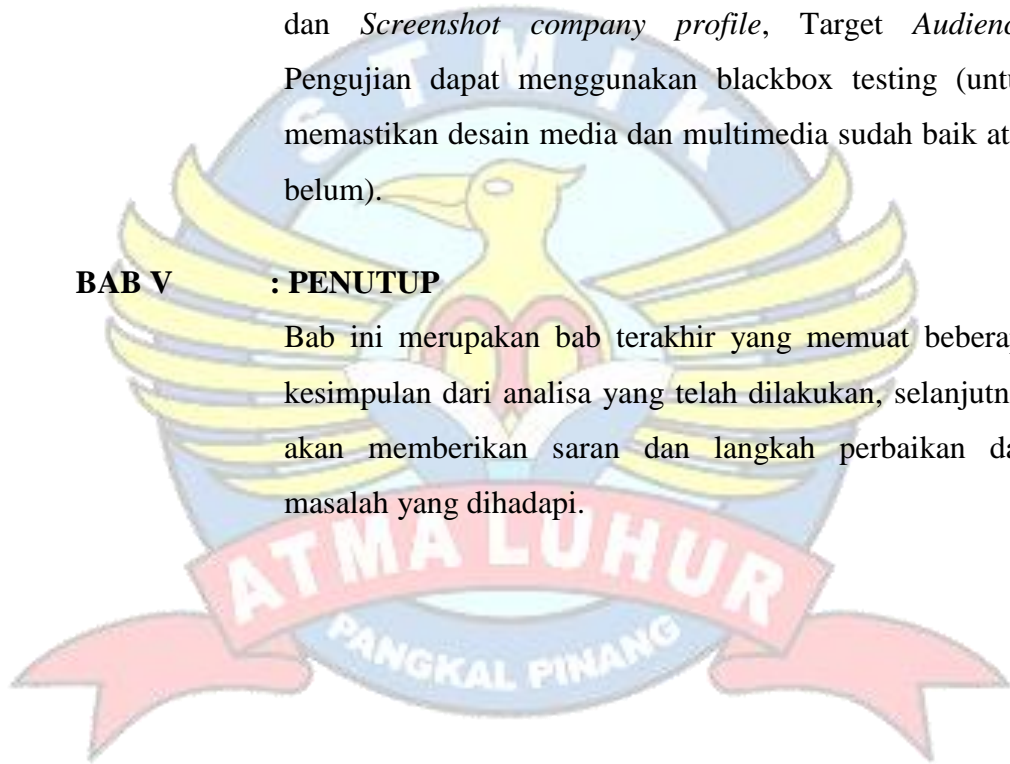 dan Screenshot company profile, Target Audienc
Pengujian dapat menggunakan blackbox testing (untu
memastikan desain media dan multimedia sudah baik at
belum).
BAB V : PENUTUP
Bab ini merupakan bab terakhir yang memuat beberap
kesimpulan dari analisa yang telah dilakukan, selanjutn
akan memberikan saran dan langkah perbaikan da
masalah yang dihadapi.
STMIK
ATMA LUHUR
PANGKAL PINANG